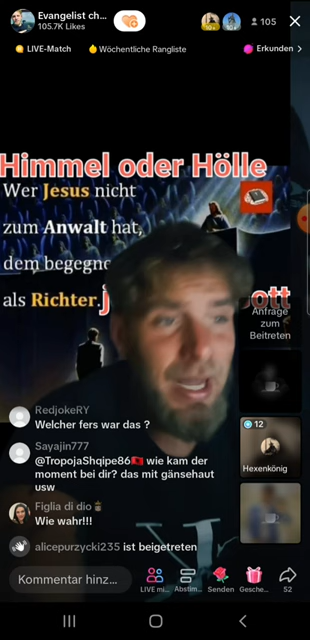 Evangelist ch...
105.7K Likes
10+
10+
105
LIVE-Match
Wöchentliche Rangliste
Erkunden
Himmel oder Hölle
Wer Jesus nicht
zum Anwalt hat,
dem begegne
als Richter.
ott
Anfrage
zum
Beitreten
12
Hexenkönig
RedjokeRY
Welcher fers war das ?
Sayajin777
@TropojaShqipe86🇦🇱 wie kam der
moment bei dir? das mit gänsehaut
usw
Figlia di dio
Wie wahr!!!
alicepurzycki235 ist beigetreten
Kommentar hinz...
LIVE mi...
Abstim...
Senden
Gesche...
52